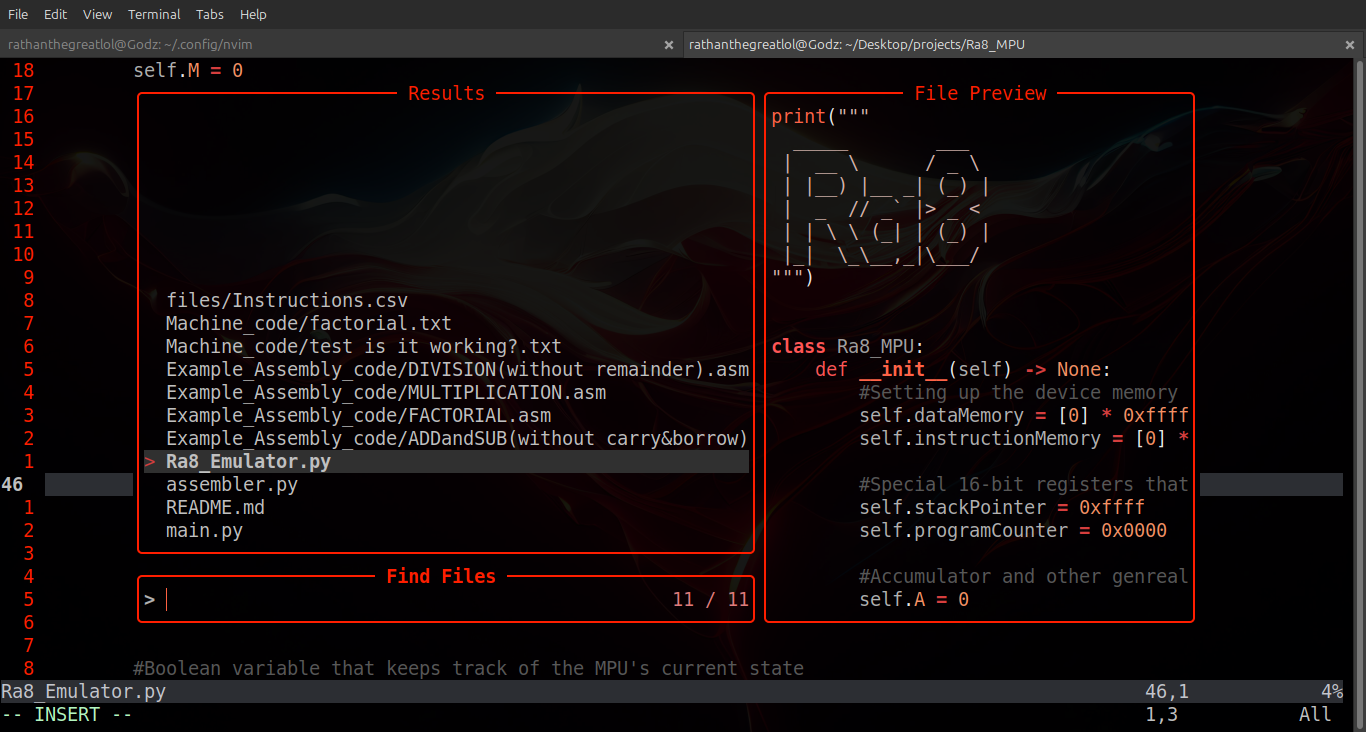 File Edit View Terminal Tabs Help
rathanthegreatlol@Godz: ~/.config/nvim × rathanthegreatlol@Godz: ~/Desktop/projects/Ra8_MPU ×
18 self.M = 0
17 Results File Preview
16 print("""
15   _____        ___
14  |  __ \      / _ \
13  | |__) |__ _| (_) |
12  |  _  // _` |> _ <
11  | | \ \ (_| | (_) |
10  |_|  \_\__,_|\___/
9 """)
8 files/Instructions.csv
7 Machine_code/factorial.txt
6 Machine_code/test is it working?.txt class Ra8_MPU:
5 Example_Assembly_code/DIVISION(without remainder).asm def __init__(self) -> None:
4 Example_Assembly_code/MULTIPLICATION.asm #Setting up the device memory
3 Example_Assembly_code/FACTORIAL.asm self.dataMemory = [0] * 0xffff
2 Example_Assembly_code/ADDandSUB(without carry&borrow) self.instructionMemory = [0] *
1 > Ra8_Emulator.py
46 assembler.py #Special 16-bit registers that
1 README.md self.stackPointer = 0xffff
2 main.py self.programCounter = 0x0000
3
4 Find Files #Accumulator and other genreal
5 > 11 / 11 self.A = 0
6
7
8 #Boolean variable that keeps track of the MPU's current state
Ra8_Emulator.py 46,1 4%
-- INSERT -- 1,3 All